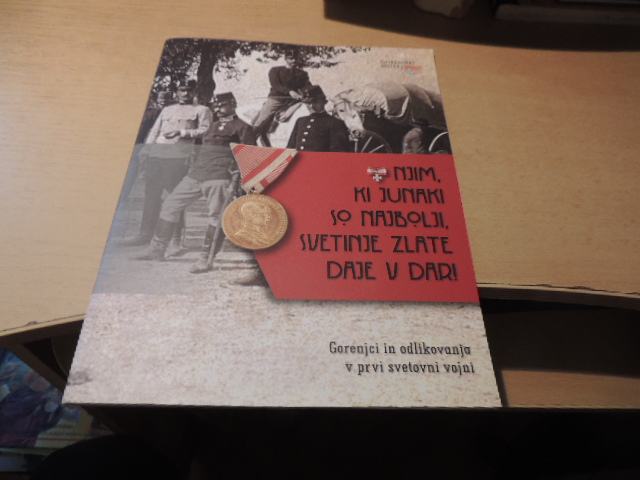 NJIM,
KI JUNAKI
SO NAJBOLJI,
SVETINJE ZLATE
DAJE V DAR!
Gorenjci in odlikovanja
v prvi svetovni vojni